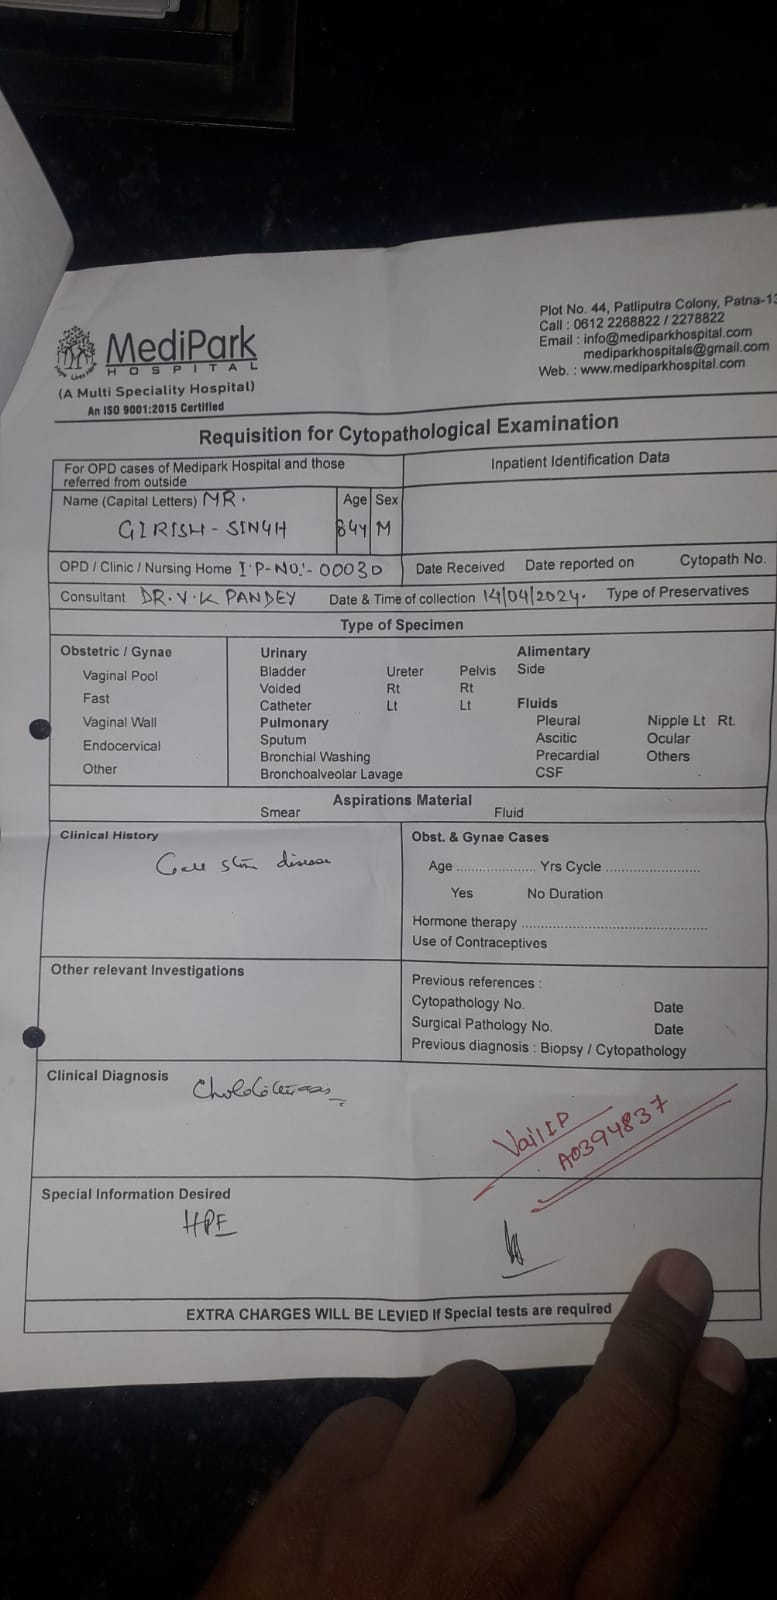 MediPark
HOSPITAL
(A Multi Speciality Hospital)
An ISO 9001:2015 Certified
Plot No. 44, Patliputra Colony, Patna-13
Call : 0612 2268822 / 2278822
Email : info@mediparkhospital.com
mediparkhospitals@gmail.com
Web. : www.mediparkhospital.com
Requisition for Cytopathological Examination
For OPD cases of Medipark Hospital and those
referred from outside
Inpatient Identification Data
Name (Capital Letters) MR.
Age Sex
GIRISH-SINGH 84Y M
OPD / Clinic / Nursing Home I.P-NO:- 00030 Date Received Date reported on Cytopath No.
Consultant DR.V.K PANDEY Date & Time of collection 14/04/2024. Type of Preservatives
Type of Specimen
Obstetric / Gynae
Vaginal Pool
Fast
Vaginal Wall
Endocervical
Other
Urinary
Bladder Ureter Pelvis
Voided Rt Rt
Catheter Lt Lt
Pulmonary
Sputum
Bronchial Washing
Bronchoalveolar Lavage
Alimentary
Side
Fluids
Pleural Nipple Lt Rt.
Ascitic Ocular
Precardial Others
CSF
Aspirations Material
Smear Fluid
Clinical History
Gall stone disease
Obst. & Gynae Cases
Age .................... Yrs Cycle ........................
Yes No Duration
Hormone therapy ...............................................
Use of Contraceptives
Other relevant Investigations
Previous references :
Cytopathology No. Date
Surgical Pathology No. Date
Previous diagnosis : Biopsy / Cytopathology
Clinical Diagnosis
A0394837
Special Information Desired
HPE
EXTRA CHARGES WILL BE LEVIED If Special tests are required